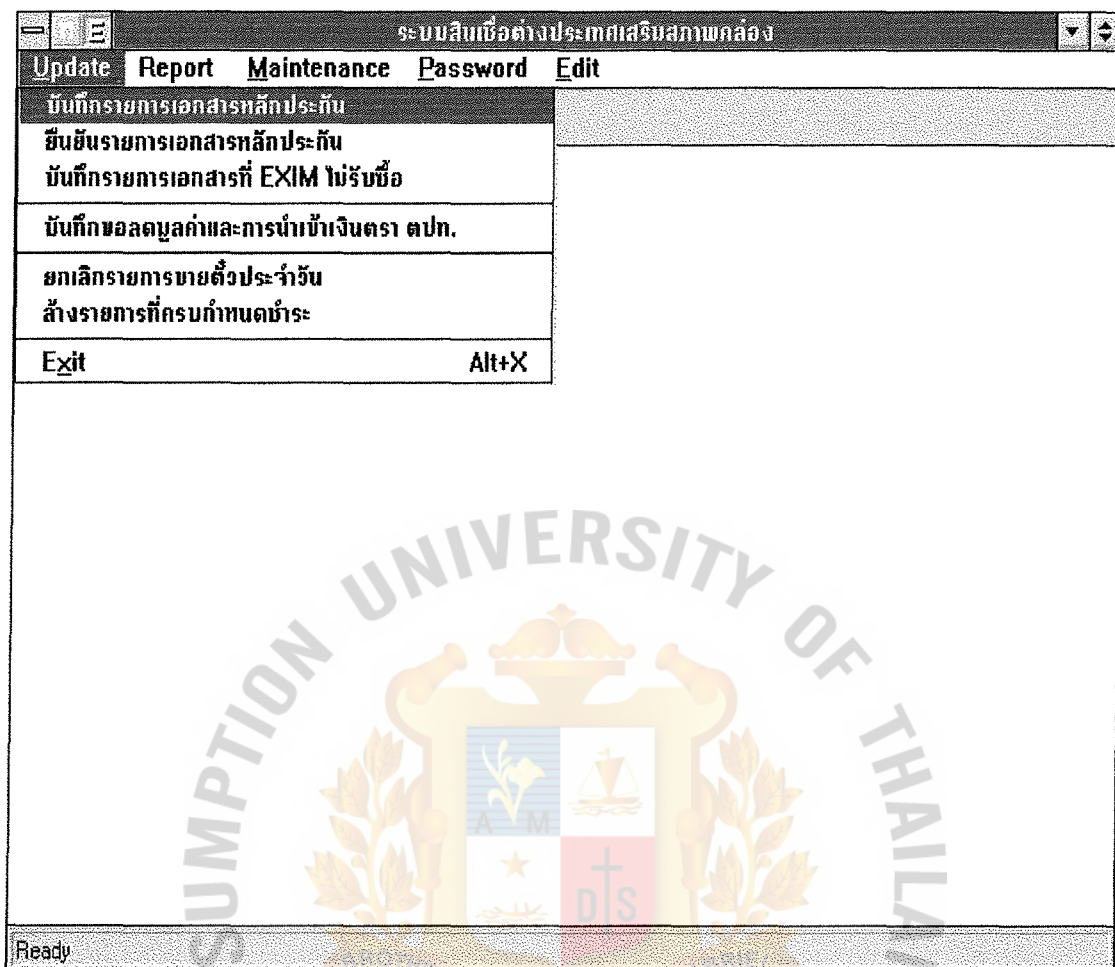 ระบบสินเชื่อต่างประเทศเสริมสภาพคล่อง
Update Report Maintenance Password Edit
บันทึกรายการเอกสารหลักประกัน
ยืนยันรายการเอกสารหลักประกัน
บันทึกรายการเอกสารที่ EXIM ไม่รับซื้อ
บันทึกขอลดมูลค่าและการนำเข้าเงินตรา ตปท.
ยกเลิกรายการขายตั๋วประจำวัน
ล้างรายการที่ครบกำหนดชำระ
Exit Alt+X
SUMPTION UNIVERSITY OF THAILA
A M
D S
Ready